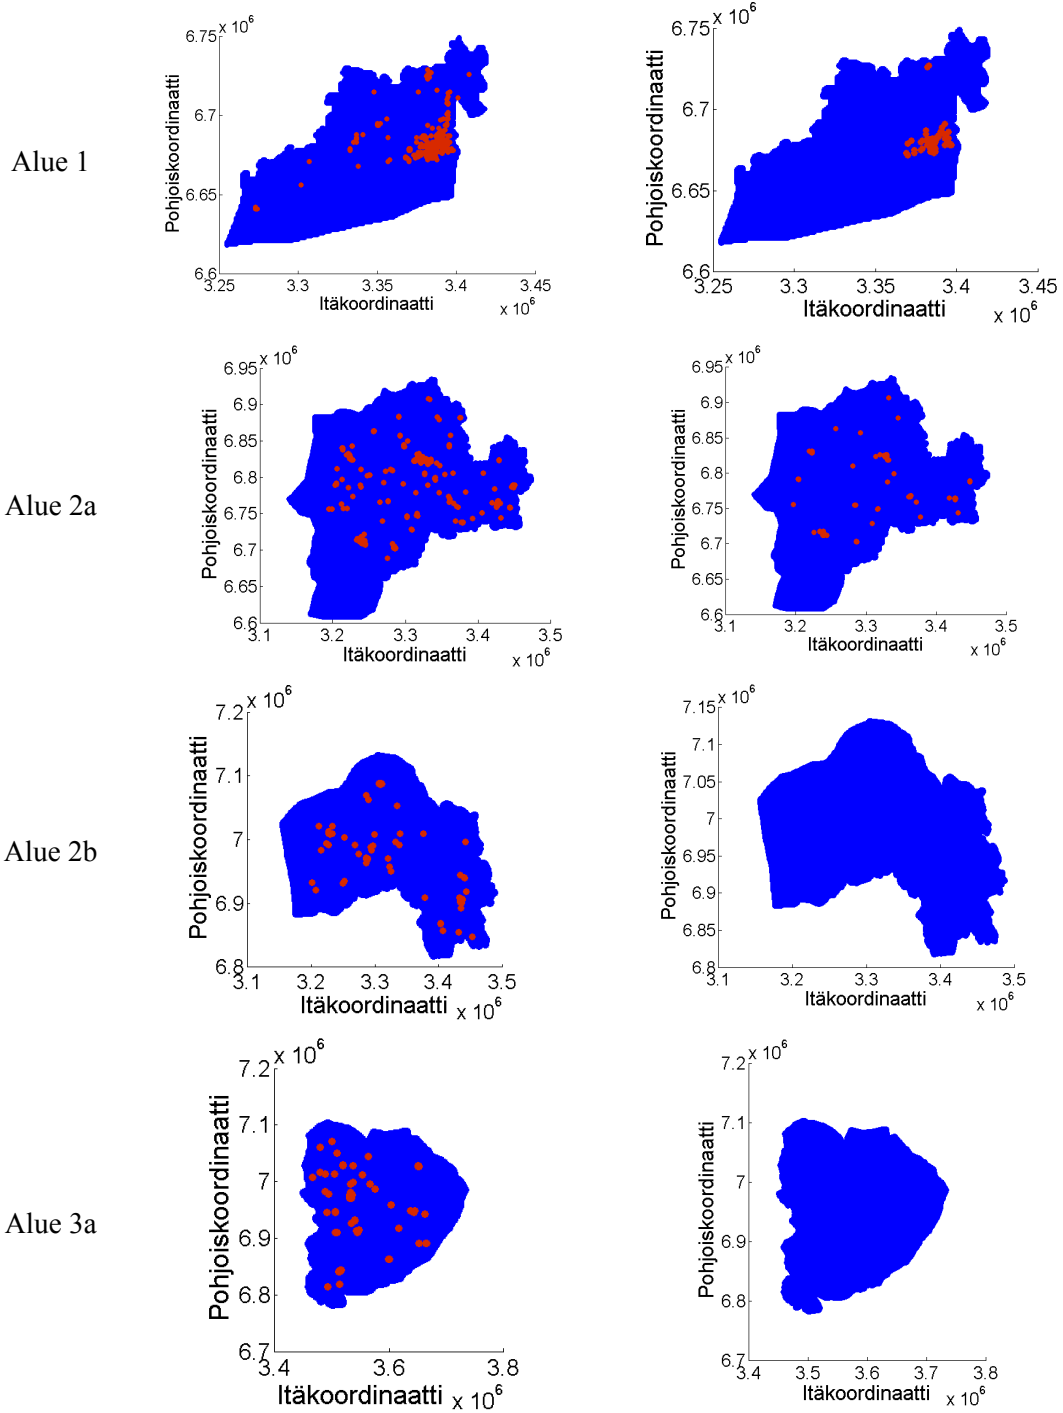 Alue 1
x 10^6
6.75
6.7
6.65
6.6
Pohjoiskoordinaatti
3.25 3.3 3.35 3.4 3.45
Itäkoordinaatti
x 10^6
x 10^6
6.75
6.7
6.65
6.6
Pohjoiskoordinaatti
3.25 3.3 3.35 3.4 3.45
Itäkoordinaatti
x 10^6
Alue 2a
x 10^6
6.95
6.9
6.85
6.8
6.75
6.7
6.65
6.6
Pohjoiskoordinaatti
3.1 3.2 3.3 3.4 3.5
Itäkoordinaatti
x 10^6
x 10^6
6.95
6.9
6.85
6.8
6.75
6.7
6.65
6.6
Pohjoiskoordinaatti
3.1 3.2 3.3 3.4 3.5
Itäkoordinaatti
x 10^6
Alue 2b
x 10^6
7.2
7.1
7
6.9
6.8
Pohjoiskoordinaatti
3.1 3.2 3.3 3.4 3.5
Itäkoordinaatti
x 10^6
x 10^6
7.15
7.1
7.05
7
6.95
6.9
6.85
6.8
Pohjoiskoordinaatti
3.1 3.2 3.3 3.4 3.5
Itäkoordinaatti
x 10^6
Alue 3a
x 10^6
7.2
7.1
7
6.9
6.8
6.7
Pohjoiskoordinaatti
3.4 3.6 3.8
Itäkoordinaatti
x 10^6
x 10^6
7.2
7.1
7
6.9
6.8
6.7
Pohjoiskoordinaatti
3.4 3.5 3.6 3.7 3.8
Itäkoordinaatti
x 10^6